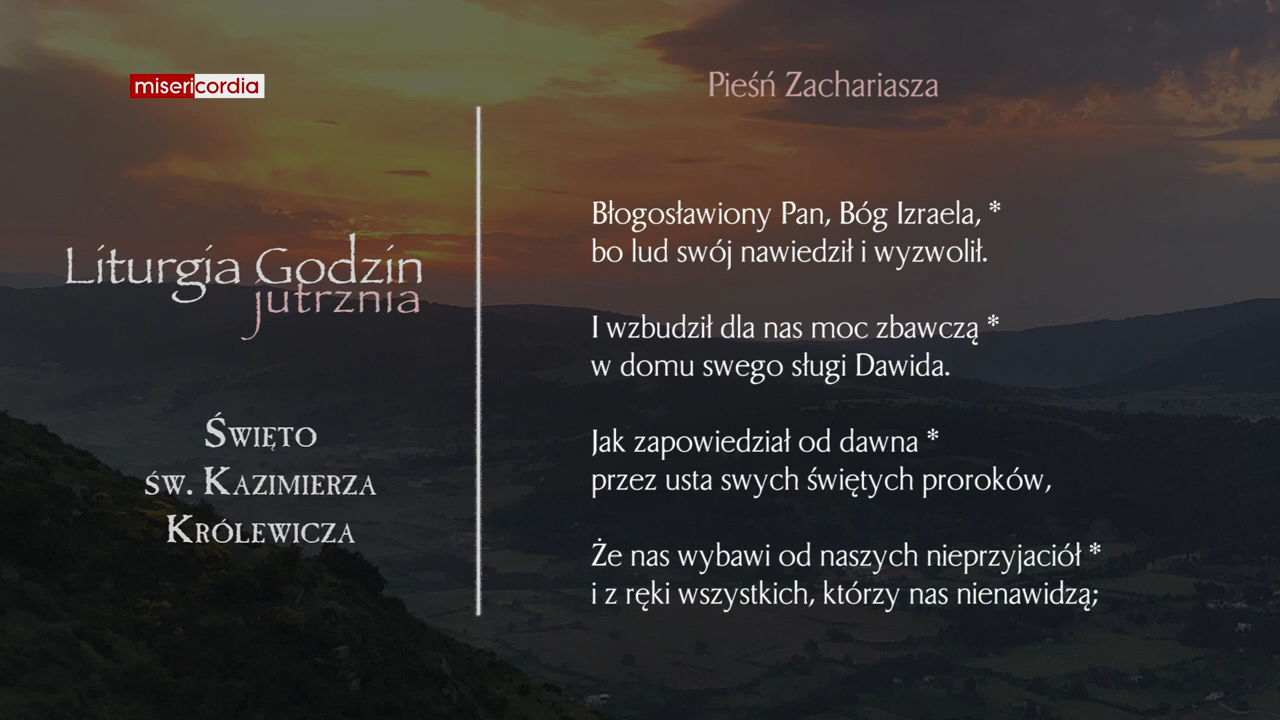 misericordia
Liturgia Godzin
jutrznia
Święto
św. Kazimierza
Królewicza
Pieśń Zachariasza
Błogosławiony Pan, Bóg Izraela, *
bo lud swój nawiedził i wyzwolił.
I wzbudził dla nas moc zbawczą *
w domu swego sługi Dawida.
Jak zapowiedział od dawna *
przez usta swych świętych proroków,
Że nas wybawi od naszych nieprzyjaciół *
i z ręki wszystkich, którzy nas nienawidzą;